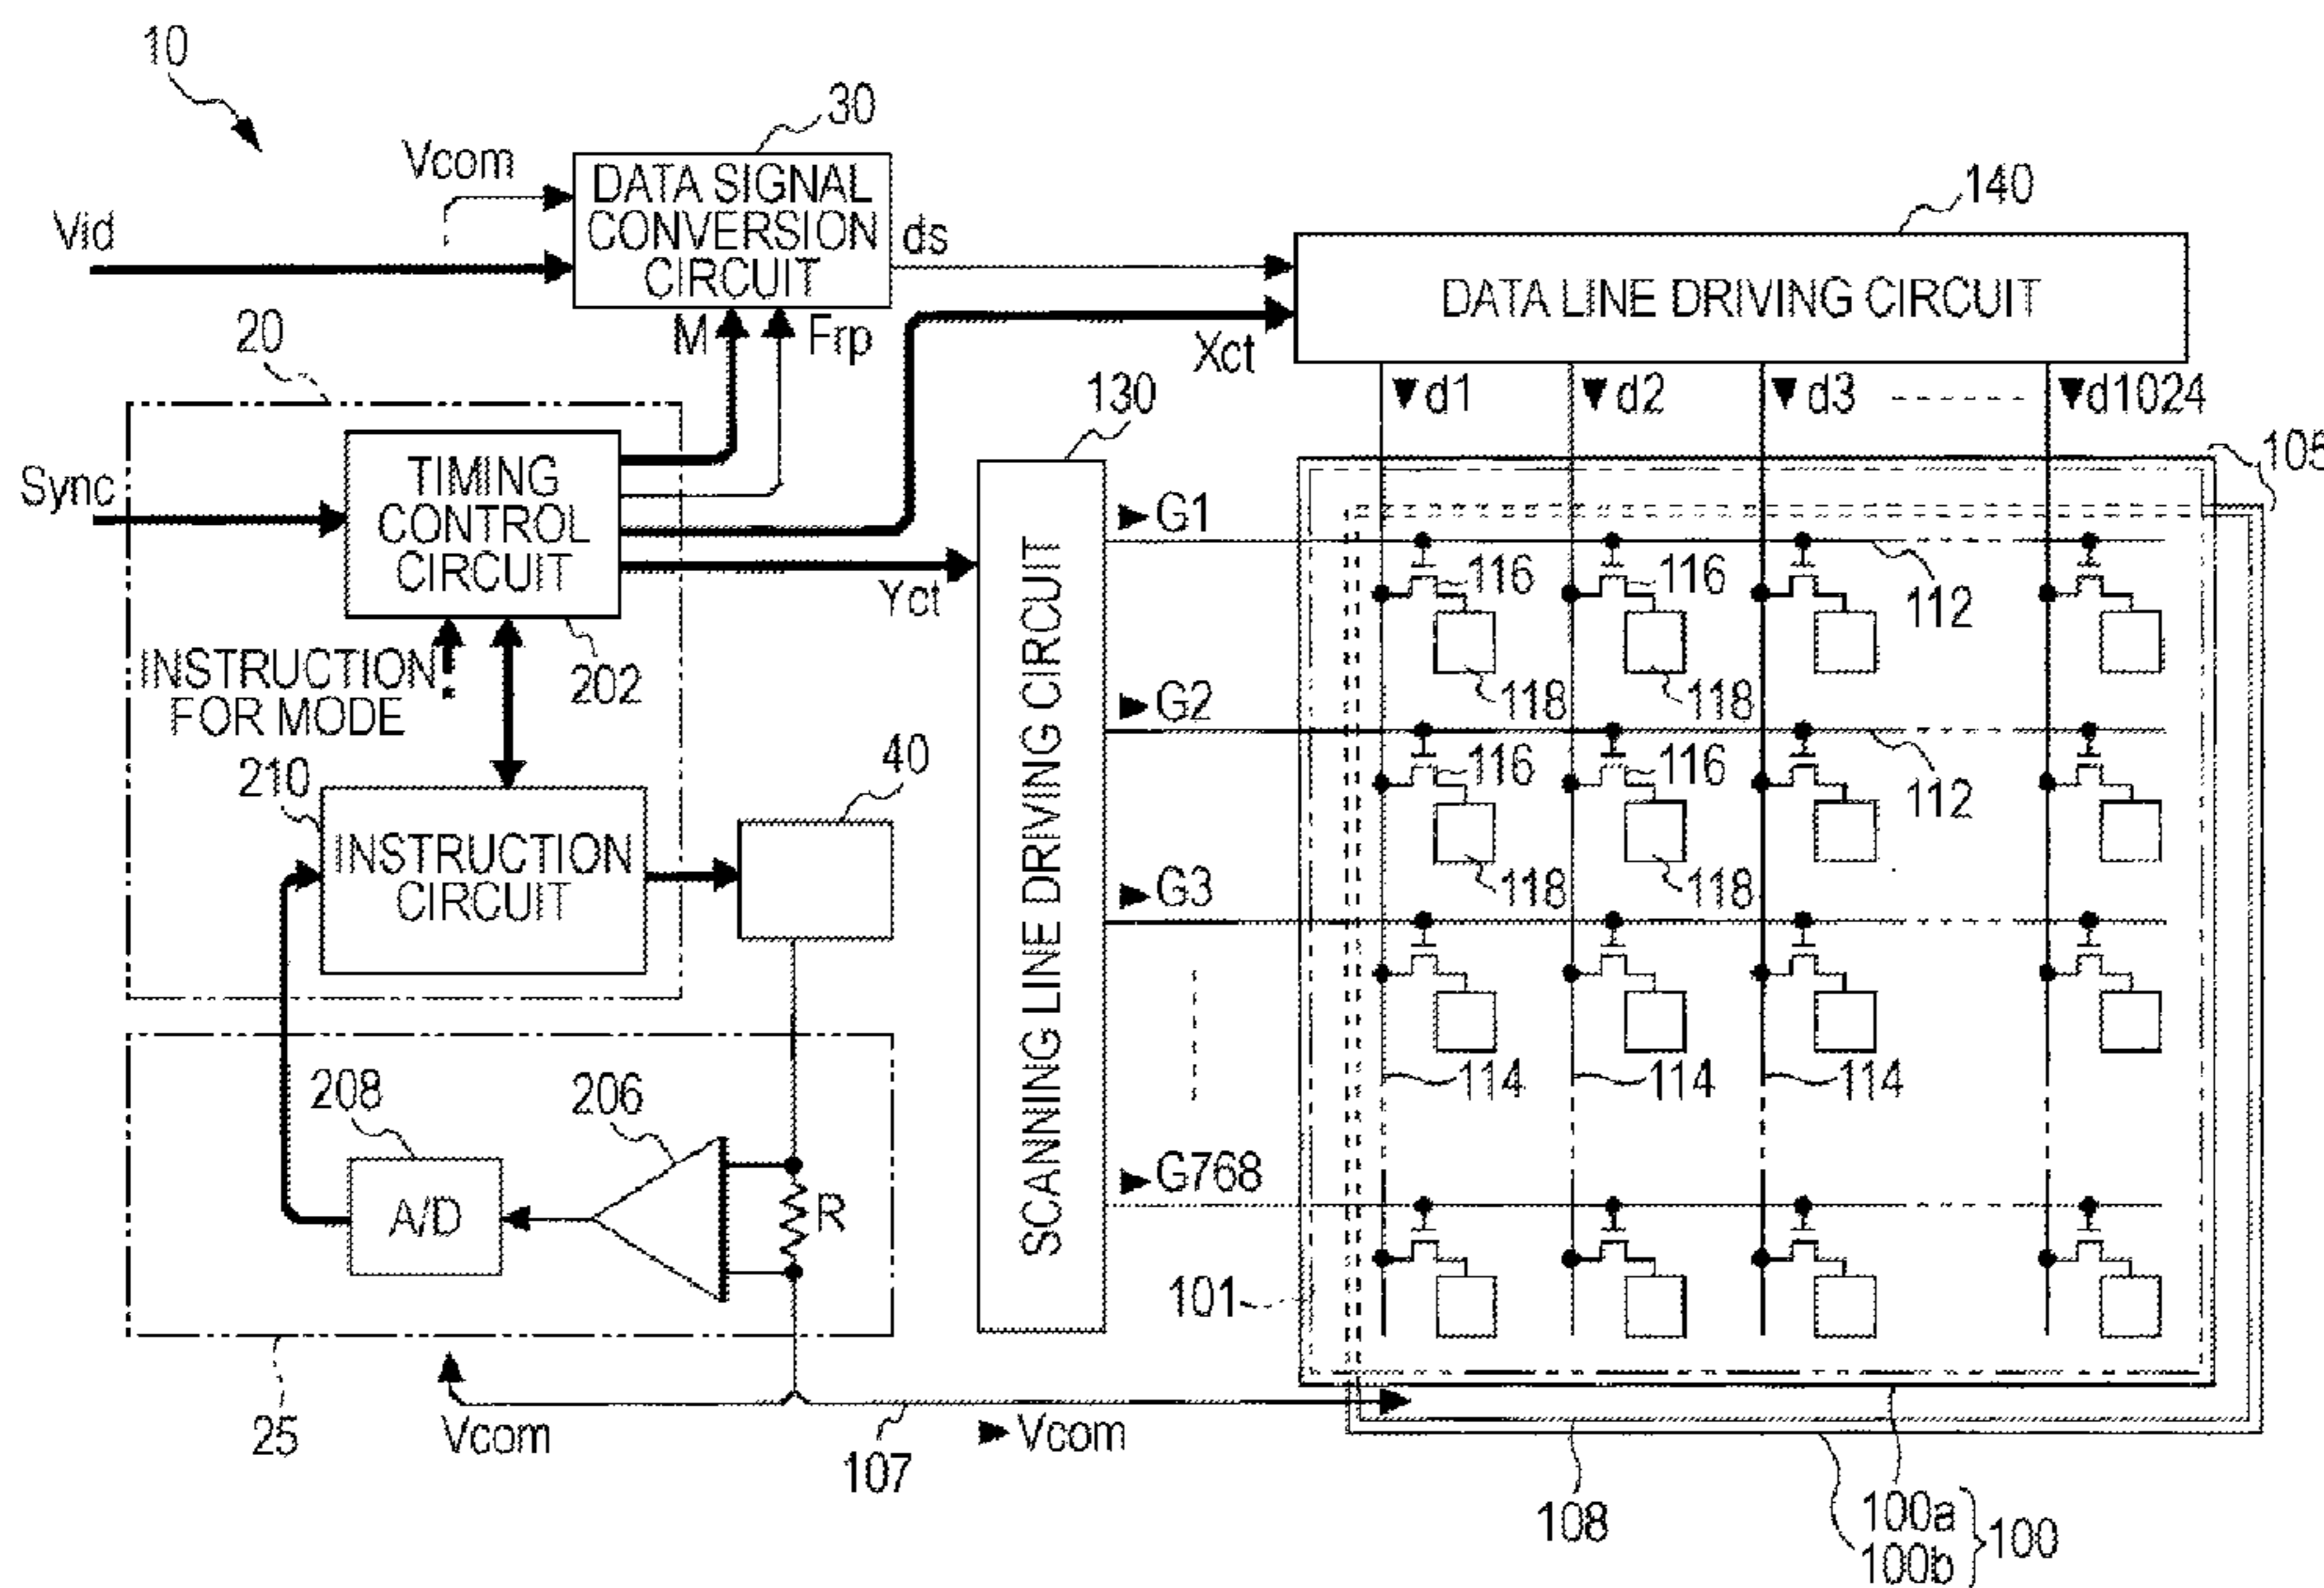 10
30
Vcom
DATA SIGNAL
CONVERSION
CIRCUIT
Vid
ds
140
DATA LINE DRIVING CIRCUIT
M
Frp
Xct
20
130
d1
d2
d3
d1024
105
Sync
TIMING
CONTROL
CIRCUIT
Yct
202
INSTRUCTION
FOR MODE
SCANNING LINE DRIVING CIRCUIT
G1
116
116
112
118
118
G2
116
116
112
118
118
G3
114
114
114
G768
101
210
INSTRUCTION
CIRCUIT
40
208
206
A/D
R
25
Vcom
107
Vcom
108
100a
100b
100